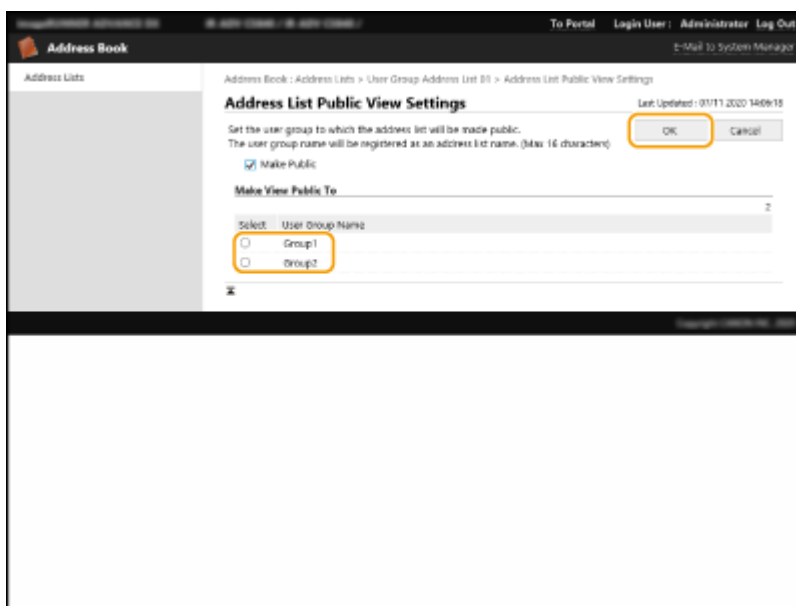 To Portal Login User : Administrator Log Out
Address Book
E-Mail to System Manager
Address Lists
Address Book : Address Lists > User Group Address List 01 > Address List Public View Settings
Address List Public View Settings
Last Updated : 07/11 2020 14:06:18
Set the user group to which the address list will be made public.
The user group name will be registered as an address list name. (Max 16 characters)
OK
Cancel
Make Public
Make View Public To
2
Select User Group Name
Group1
Group2